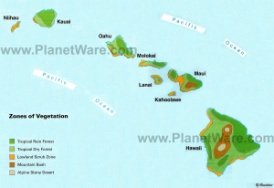 www.PlanetWare.com
Niihau
Kauai
Oahu
Pacific
Ocean
Molokai
Pacific
Ocean
Lanai
Maui
Kahoolawe
www.PlanetWare.com
Zones of Vegetation
Tropical Rain Forest
Tropical Dry Forest
Lowland Scrub Zone
Mountain Bush
Alpine Stone Desert
Hawaii